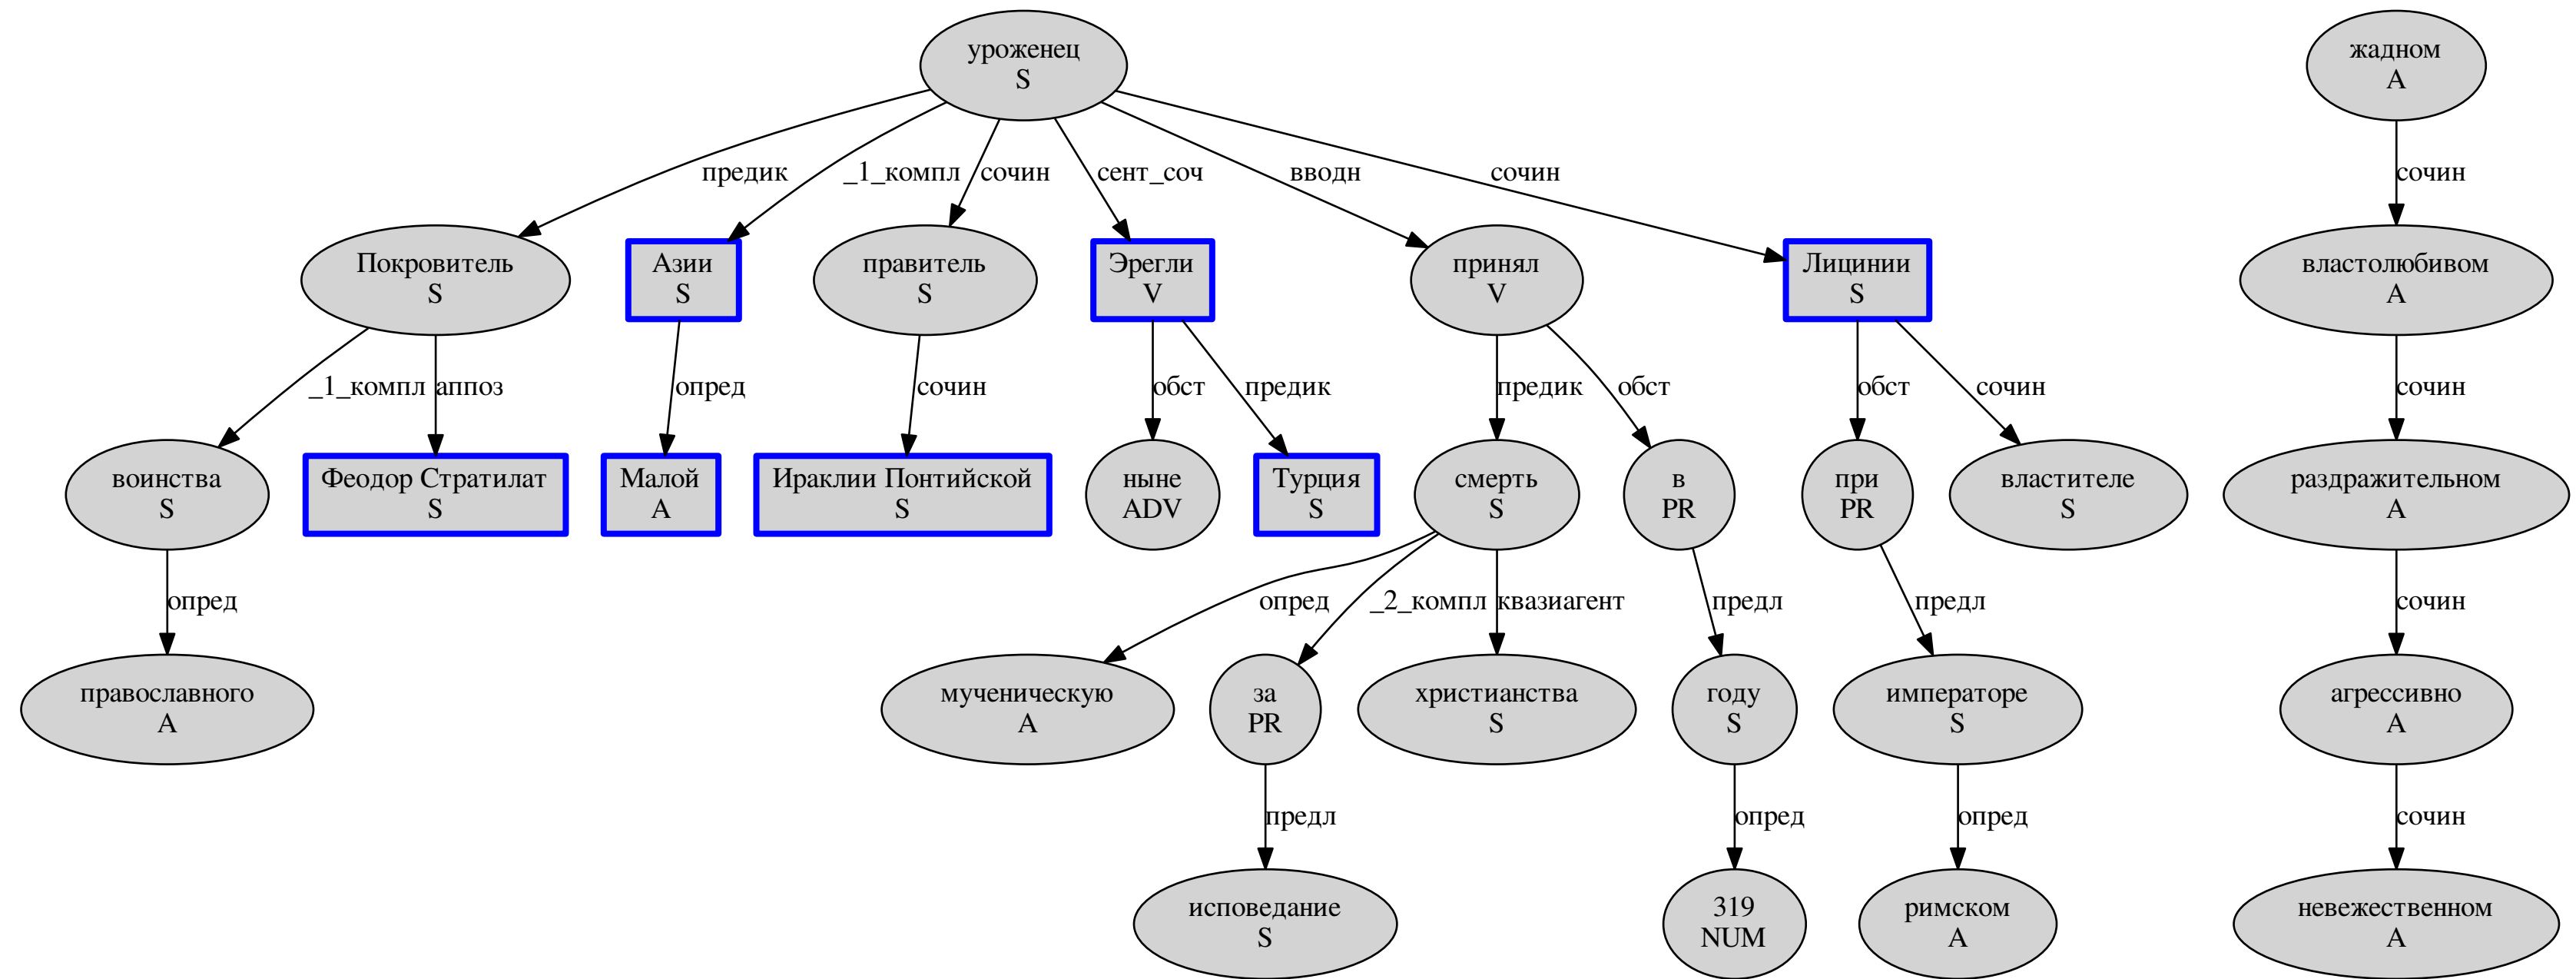 уроженец
S
жадном
A
предик
_1_компл
сочин
сент_соч
вводн
сочин
сочин
Покровитель
S
Азии
S
правитель
S
Эрегли
V
принял
V
Лицинии
S
властолюбивом
A
_1_компл
аппоз
опред
сочин
обст
предик
предик
обст
обст
сочин
сочин
воинства
S
Феодор Стратилат
S
Малой
A
Ираклии Понтийской
S
ныне
ADV
Турция
S
смерть
S
в
PR
при
PR
властителе
S
раздражительном
A
опред
опред
_2_компл
квазиагент
предл
предл
сочин
православного
A
мученическую
A
за
PR
христианства
S
году
S
императоре
S
агрессивно
A
предл
опред
опред
сочин
исповедание
S
319
NUM
римском
A
невежественном
A